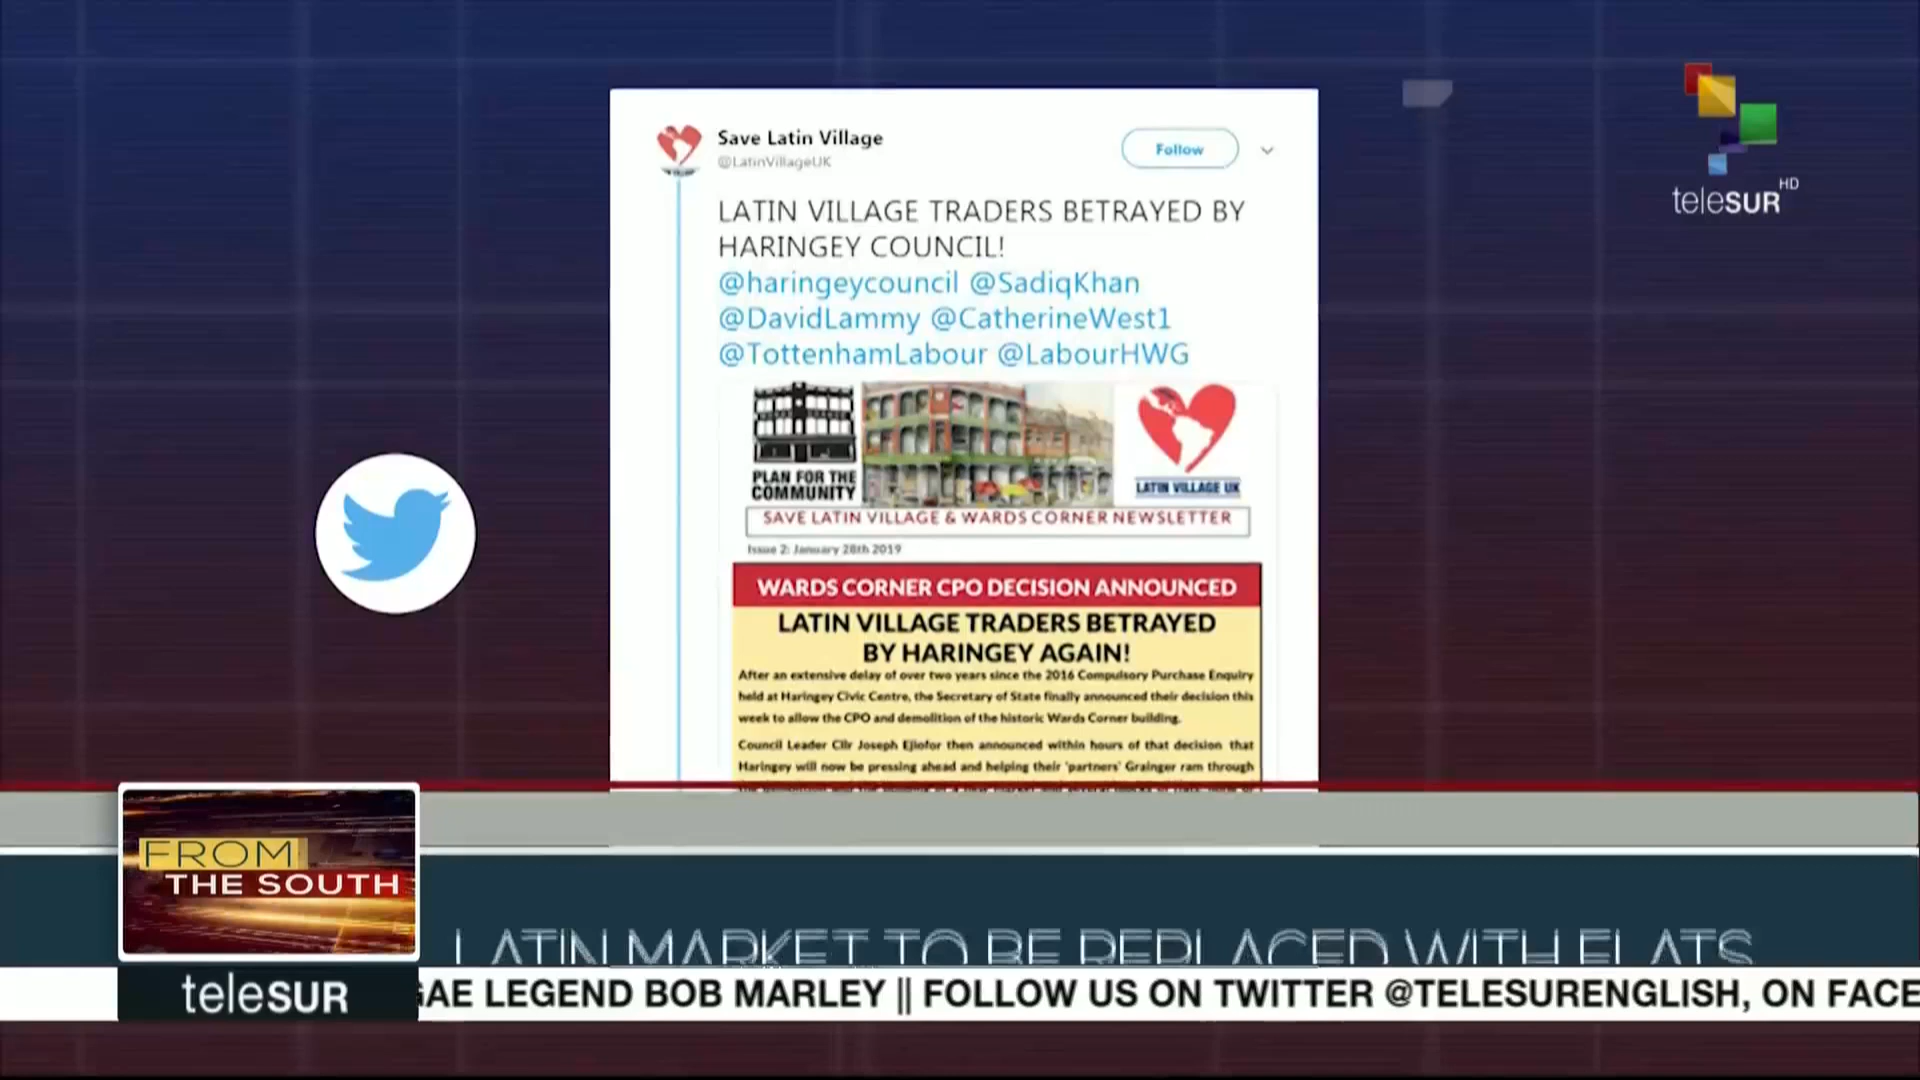 Save Latin Village
@LatinVillageUK
Follow
LATIN VILLAGE TRADERS BETRAYED BY
HARINGEY COUNCIL!
@haringeycouncil @SadiqKhan
@DavidLammy @CatherineWest1
@TottenhamLabour @LabourHWG
PLAN FOR THE
COMMUNITY
LATIN VILLAGE UK
SAVE LATIN VILLAGE & WARDS CORNER NEWSLETTER
Issue 2: January 28th 2019
WARDS CORNER CPO DECISION ANNOUNCED
LATIN VILLAGE TRADERS BETRAYED
BY HARINGEY AGAIN!
After an extensive delay of over two years since the 2016 Compulsory Purchase Enquiry
held at Haringey Civic Centre, the Secretary of State finally announced their decision this
week to allow the CPO and demolition of the historic Wards Corner building.
Council Leader Cllr Joseph Ejiofor then announced within hours of that decision that
Haringey will now be pressing ahead and helping their 'partners' Grainger ram through
teleSUR HD
FROM
THE SOUTH
LATIN MARKET TO BE REPLACED WITH FLATS
teleSUR
GAE LEGEND BOB MARLEY || FOLLOW US ON TWITTER @TELESURENGLISH, ON FACE